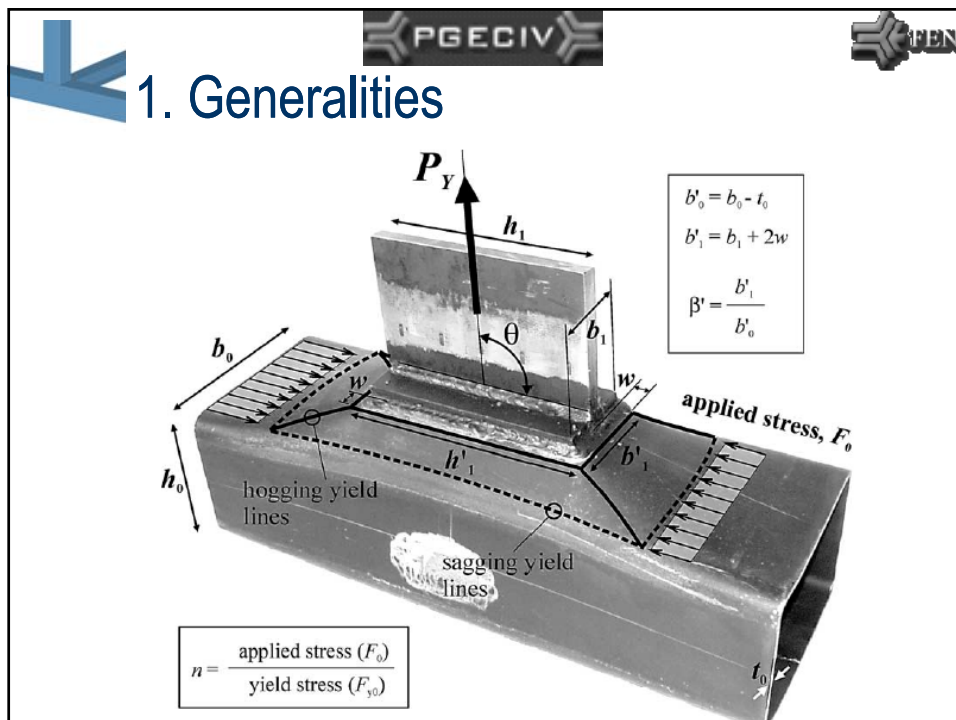 PGECIV
FEN
1. Generalities
P_Y
h_1
b'_0 = b_0 - t_0
b'_1 = b_1 + 2w
β' = b'_1 / b'_0
b_1
θ
b_0
w
w
applied stress, F_0
h'_1
b'_1
h_0
hogging yield
lines
sagging yield
lines
n = applied stress (F_0)
yield stress (F_y0)
t_0